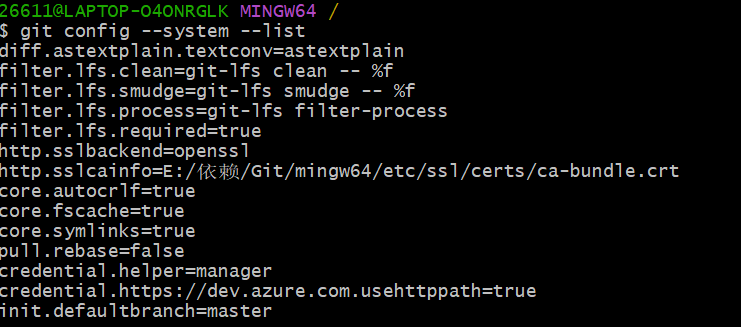 26611@LAPTOP-O4ONRGLK MINGW64 /
$ git config --system --list
diff.astextplain.textconv=astextplain
filter.lfs.clean=git-lfs clean -- %f
filter.lfs.smudge=git-lfs smudge -- %f
filter.lfs.process=git-lfs filter-process
filter.lfs.required=true
http.sslbackend=openssl
http.sslcainfo=E:/依赖/Git/mingw64/etc/ssl/certs/ca-bundle.crt
core.autocrlf=true
core.fscache=true
core.symlinks=true
pull.rebase=false
credential.helper=manager
credential.https://dev.azure.com.usehttppath=true
init.defaultbranch=master